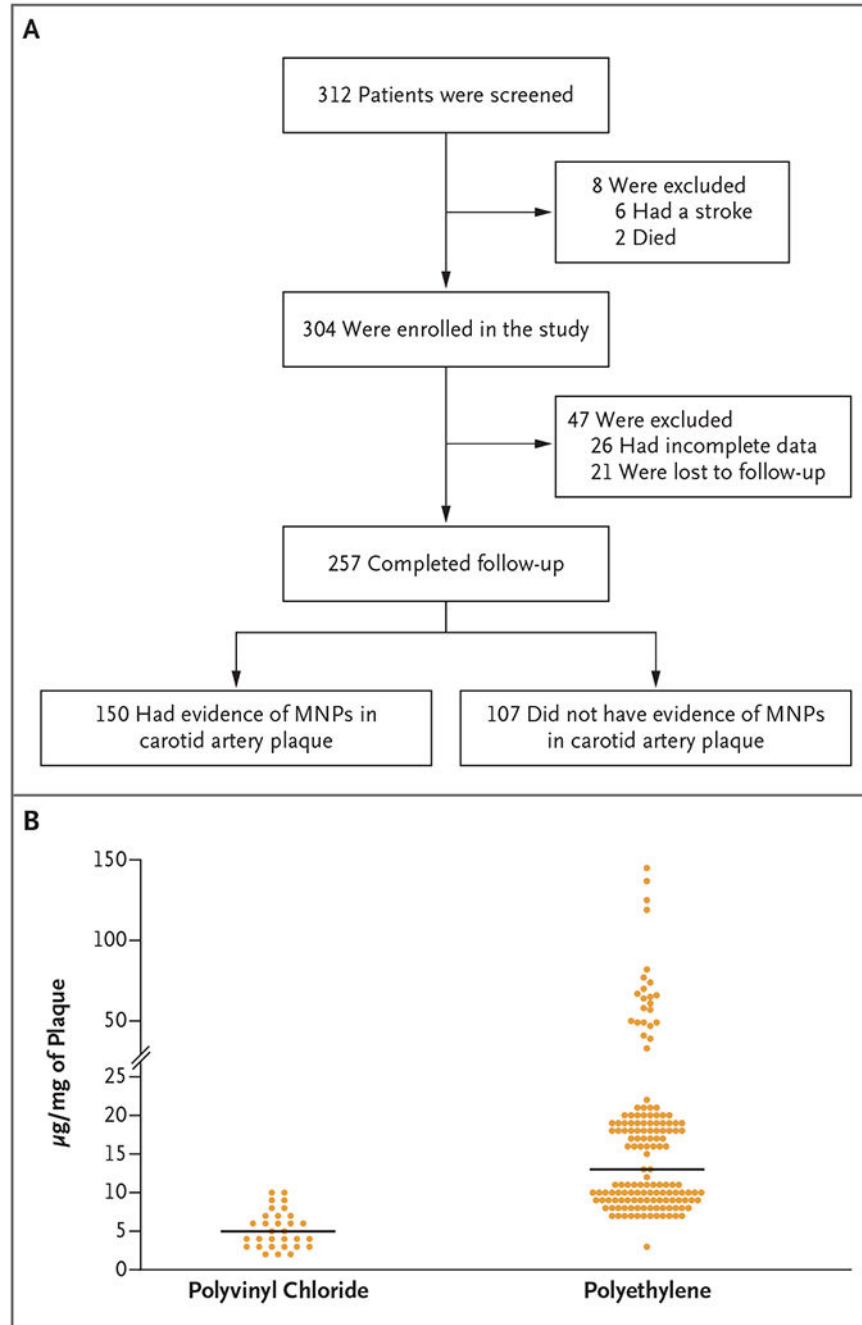 A
312 Patients were screened
8 Were excluded
6 Had a stroke
2 Died
304 Were enrolled in the study
47 Were excluded
26 Had incomplete data
21 Were lost to follow-up
257 Completed follow-up
150 Had evidence of MNPs in
carotid artery plaque
107 Did not have evidence of MNPs
in carotid artery plaque
B
150
100
50
25
20
15
10
5
0
µg/mg of Plaque
Polyvinyl Chloride
Polyethylene